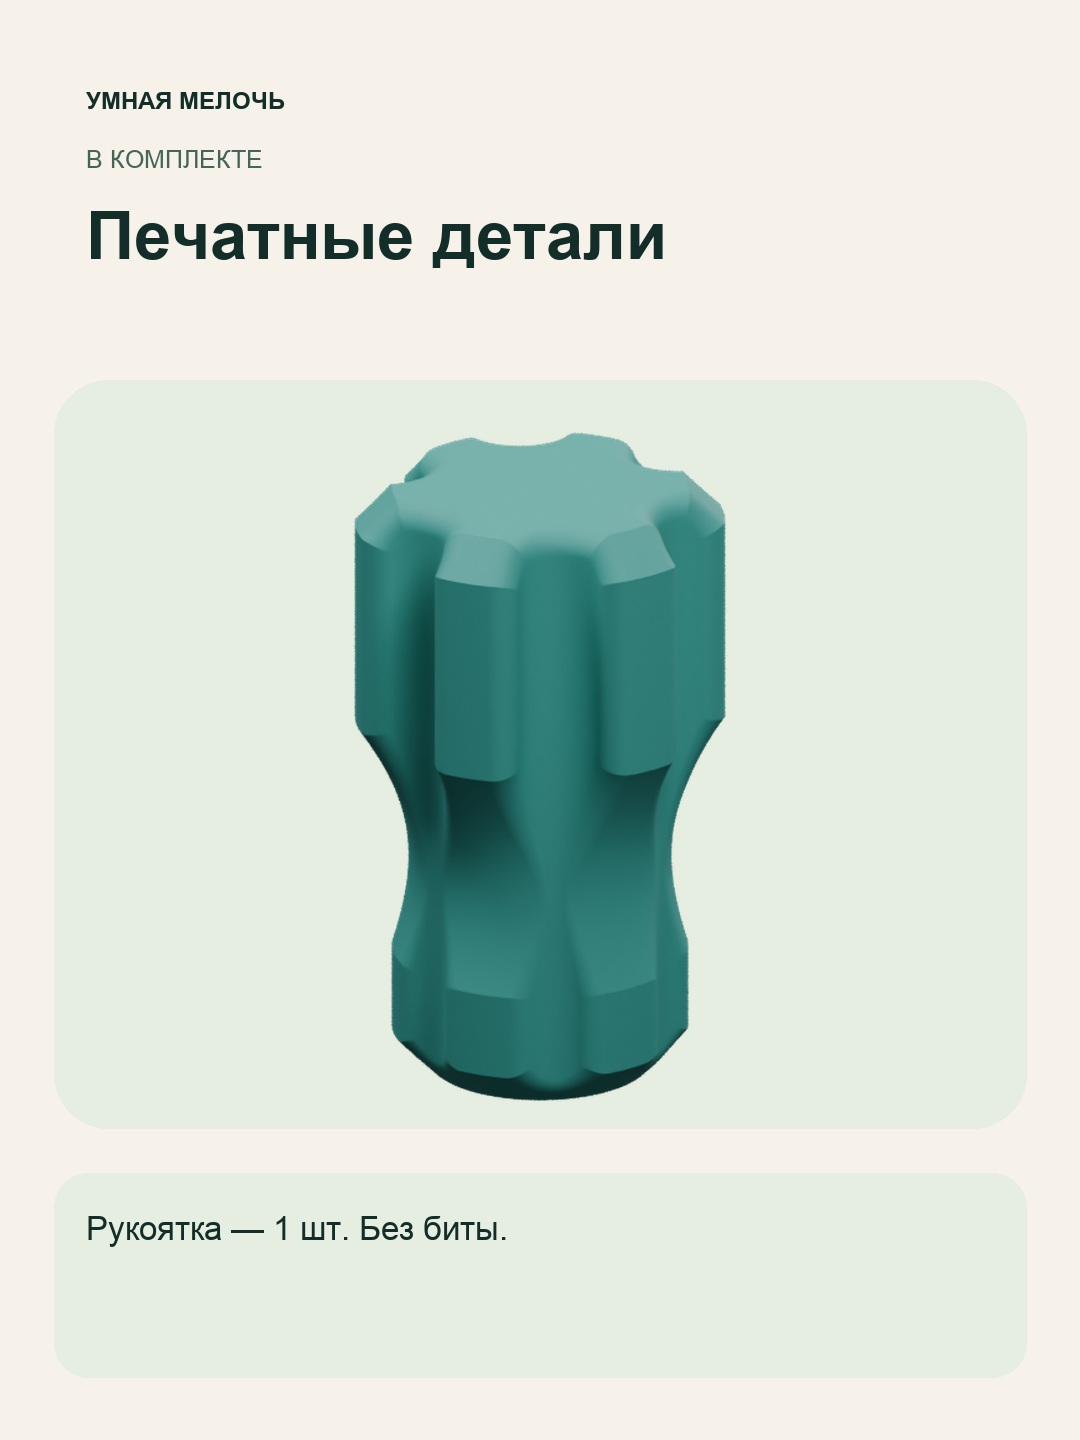 УМНАЯ МЕЛОЧЬ
В КОМПЛЕКТЕ
Печатные детали
Рукоятка — 1 шт. Без биты.